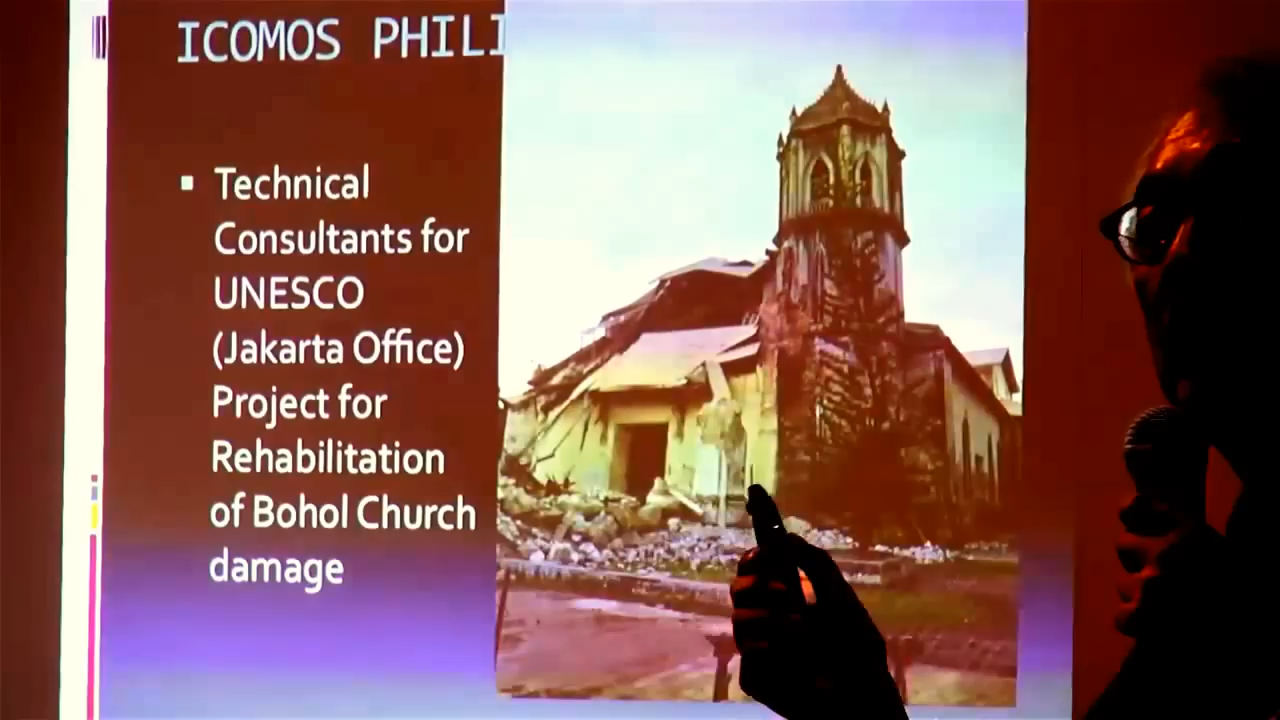 ICOMOS PHILI
Technical
Consultants for
UNESCO
(Jakarta Office)
Project for
Rehabilitation
of Bohol Church
damage